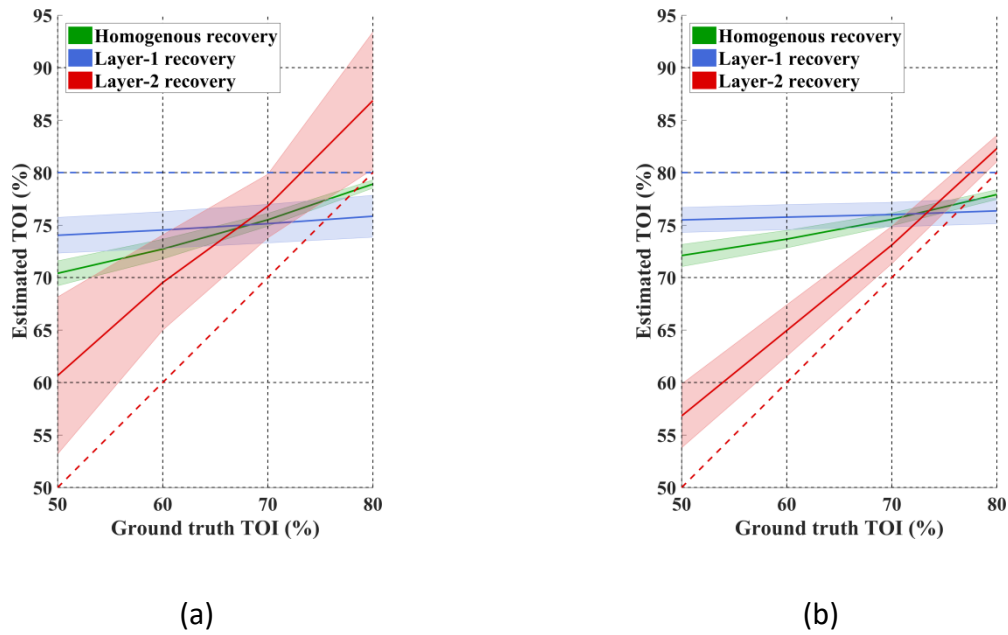 95
Homogenous recovery
Layer-1 recovery
Layer-2 recovery
90
85
80
75
70
65
60
55
50
50 60 70 80
Estimated TOI (%)
Ground truth TOI (%)
(a)
95
Homogenous recovery
Layer-1 recovery
Layer-2 recovery
90
85
80
75
70
65
60
55
50
50 60 70 80
Estimated TOI (%)
Ground truth TOI (%)
(b)